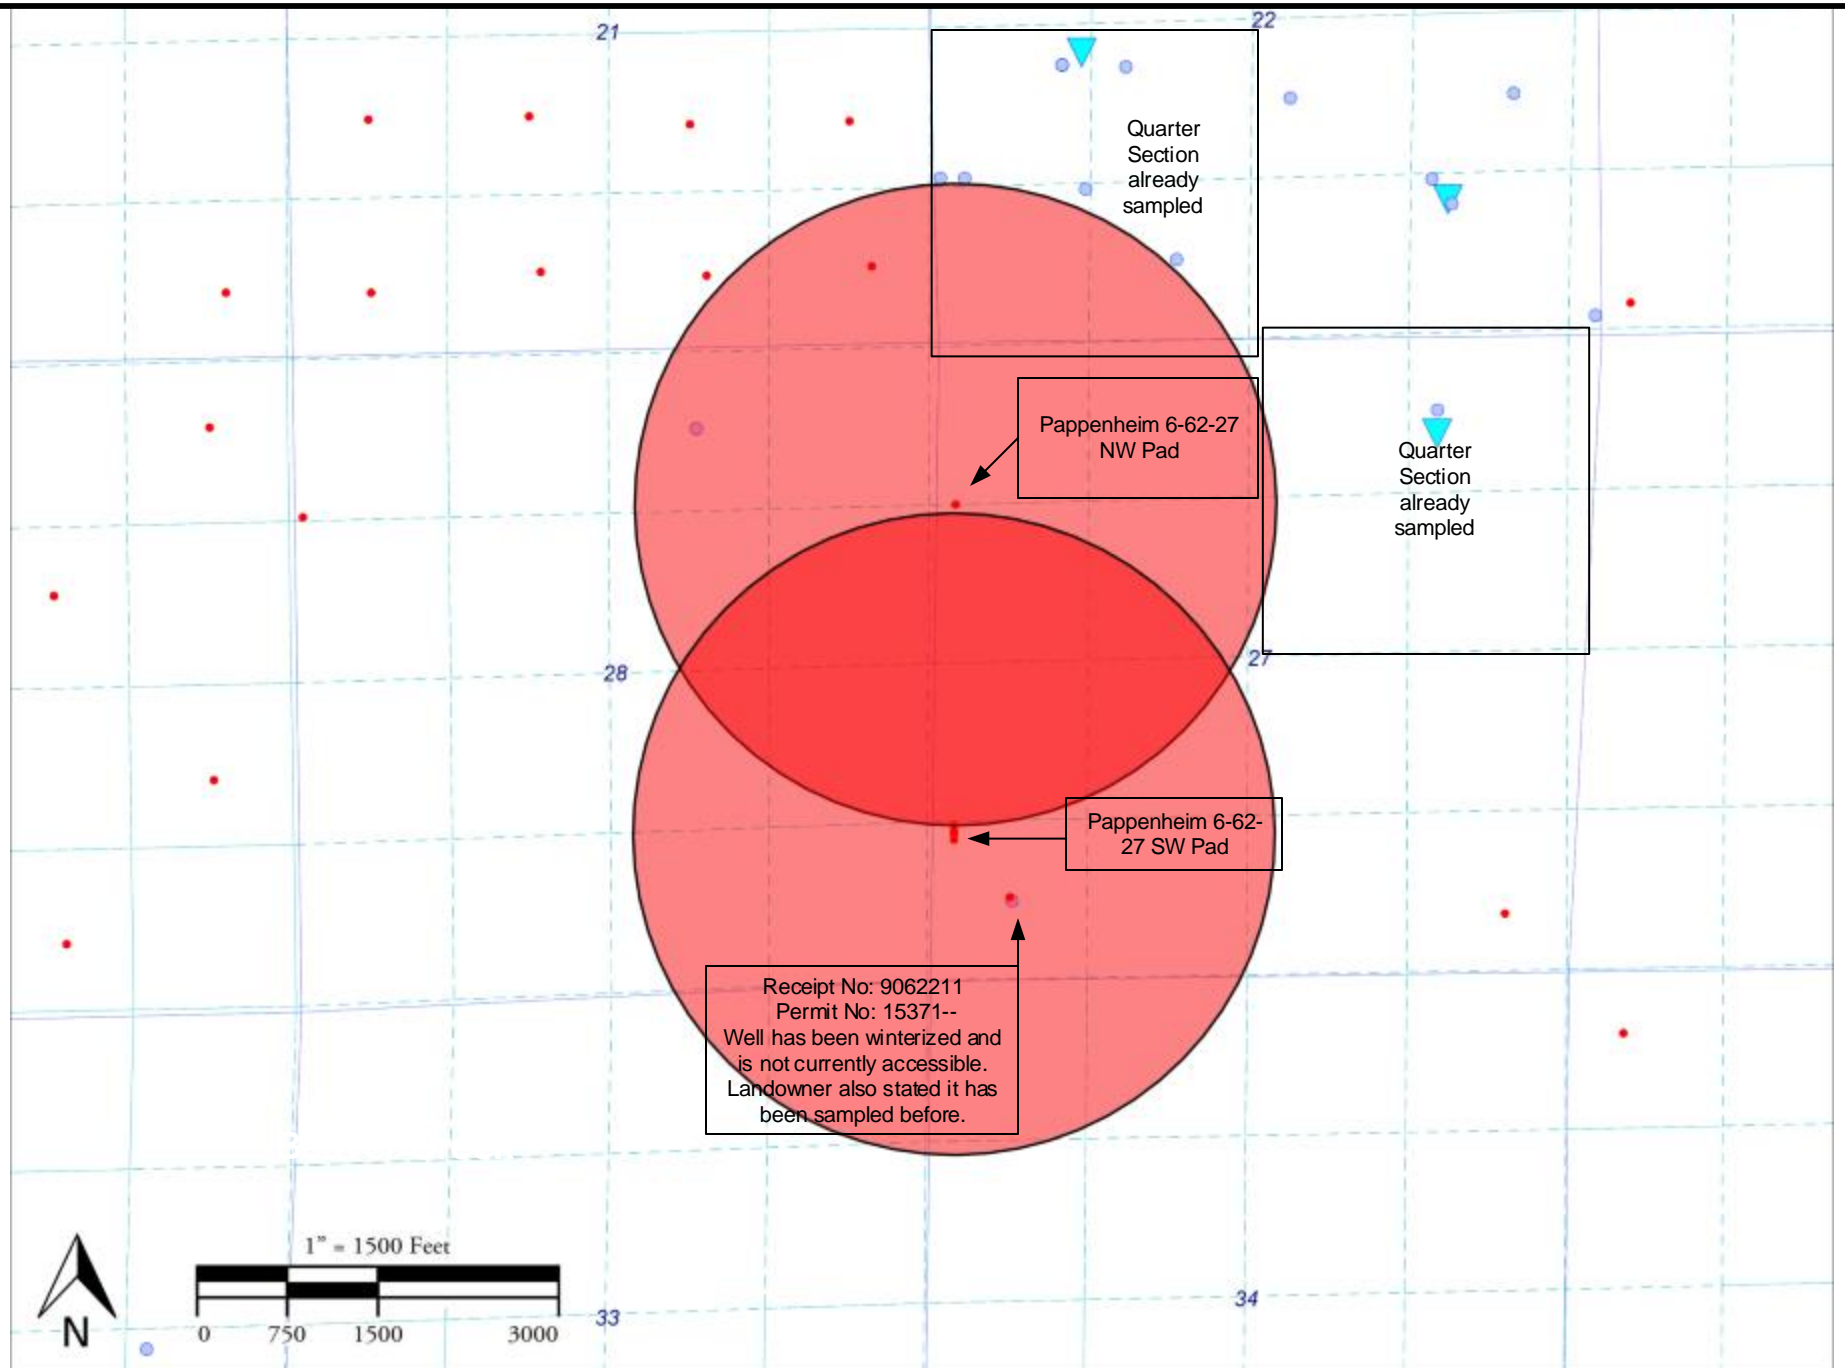 21
22
Quarter
Section
already
sampled
Pappenheim 6-62-27
NW Pad
Quarter
Section
already
sampled
28
27
Pappenheim 6-62-
27 SW Pad
Receipt No: 9062211
Permit No: 15371--
Well has been winterized and
is not currently accessible.
Landowner also stated it has
been sampled before.
1” = 1500 Feet
0 750 1500 3000
N
33
34